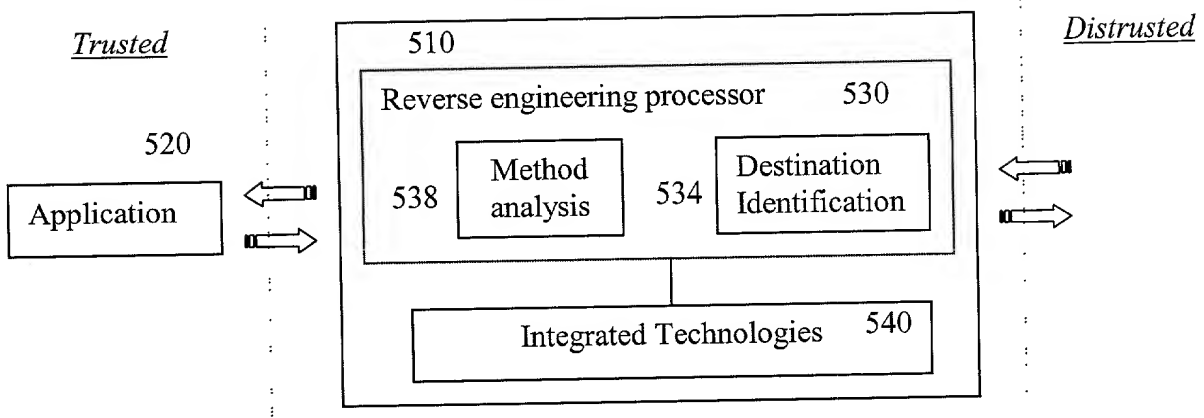 Trusted
Distrusted
510
Reverse engineering processor 530
520
Application
538
Method
analysis
534
Destination
Identification
Integrated Technologies 540